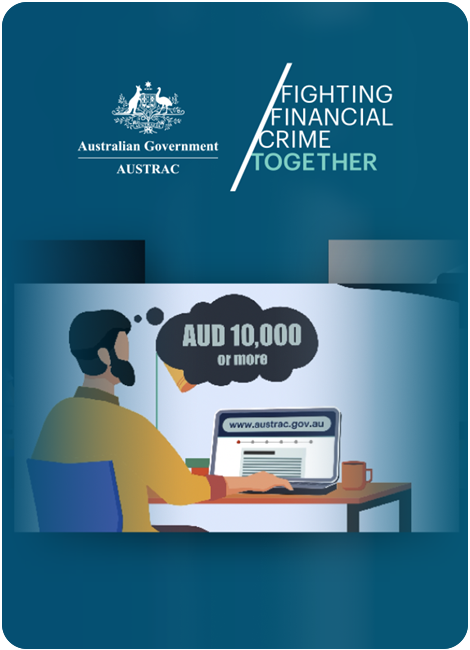 Australian Government
AUSTRAC
FIGHTING
FINANCIAL
CRIME
TOGETHER
AUD 10,000
or more
www.austrac.gov.au